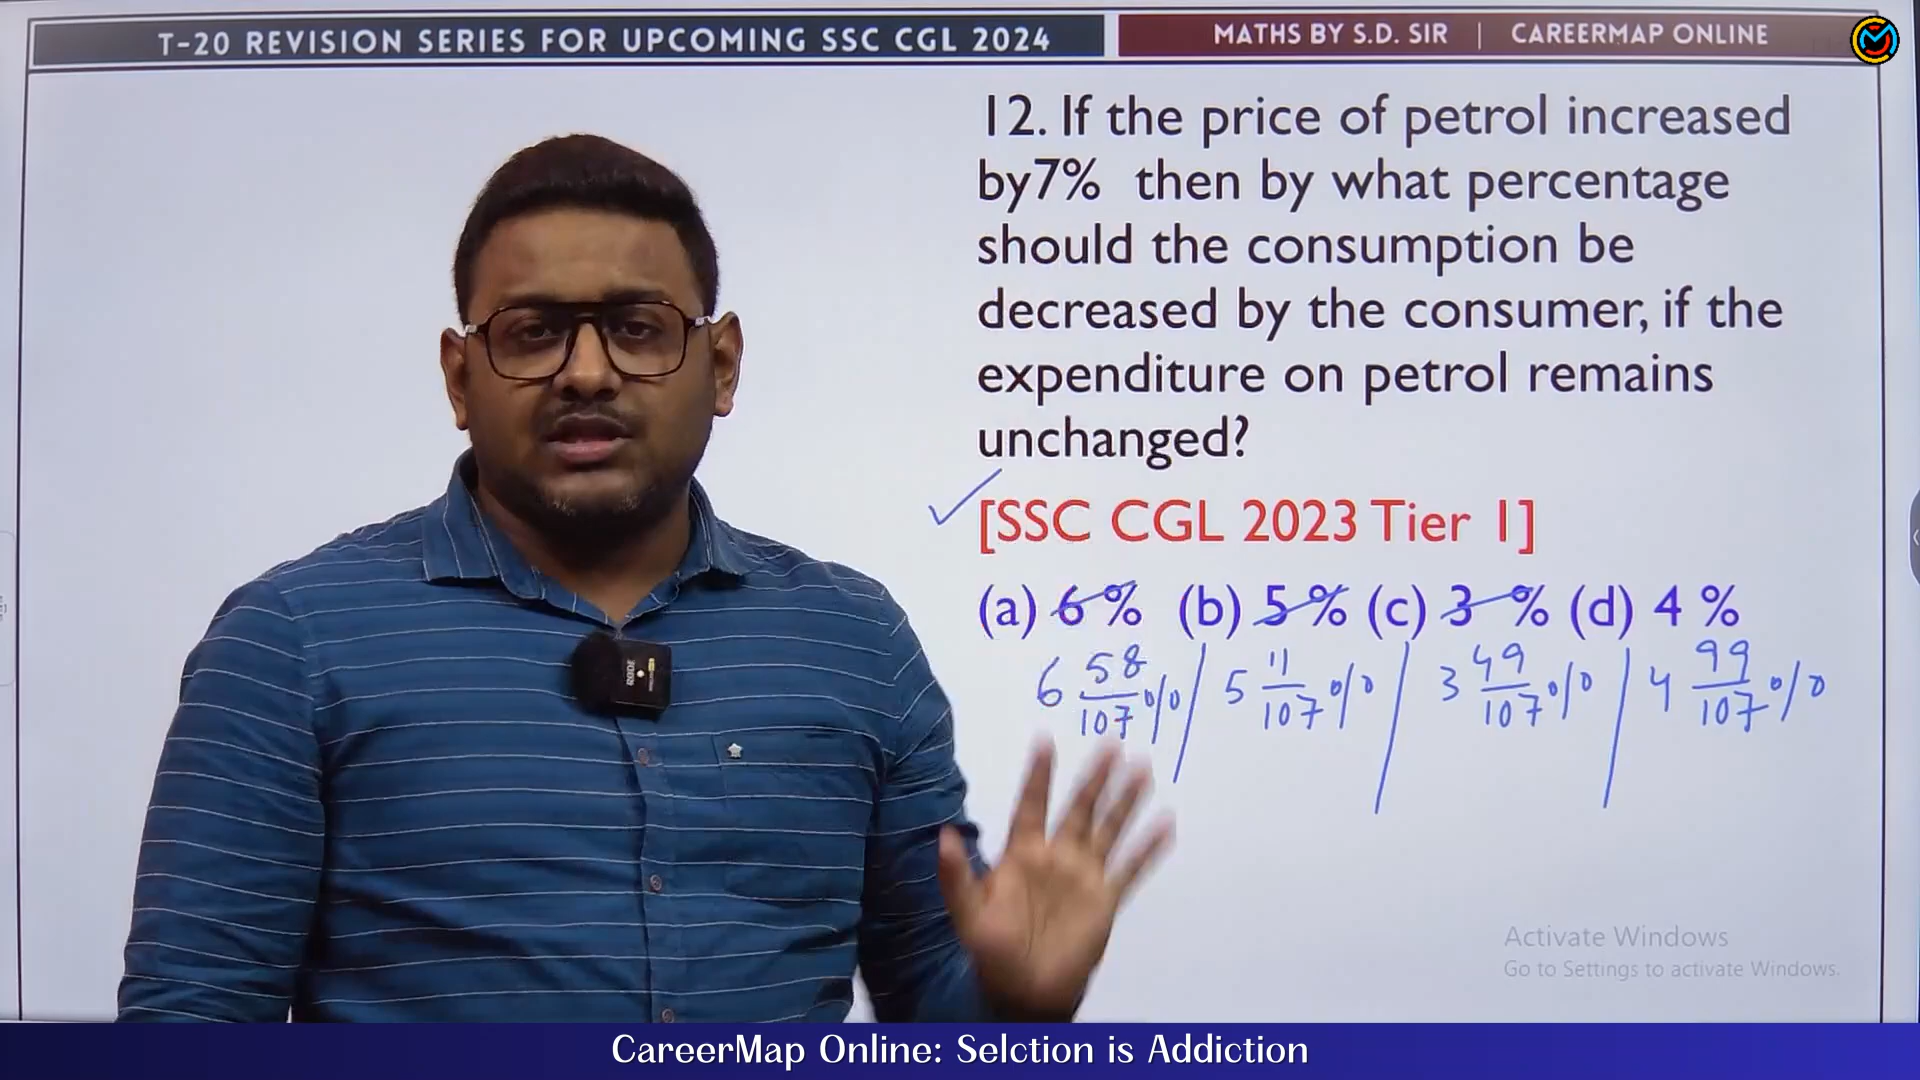 T-20 REVISION SERIES FOR UPCOMING SSC CGL 2024
MATHS BY S.D. SIR | CAREERMAP ONLINE
12. If the price of petrol increased
by7% then by what percentage
should the consumption be
decreased by the consumer, if the
expenditure on petrol remains
unchanged?
[SSC CGL 2023 Tier 1]
(a) 6 % (b) 5 % (c) 3 % (d) 4 %
6 58/107 % / 5 11/107 % / 3 49/107 % / 4 99/107 %
RODE
Activate Windows
Go to Settings to activate Windows.
CareerMap Online: Selction is Addiction